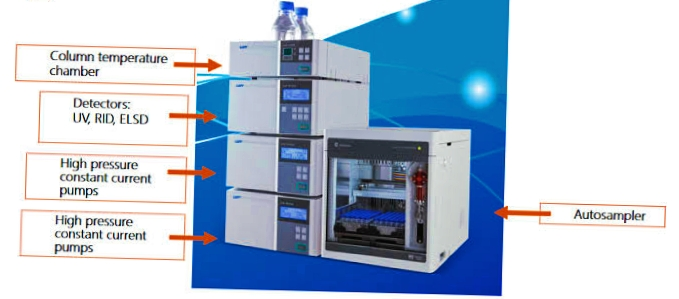 Column temperature
chamber
Detectors:
UV, RID, ELSD
High pressure
constant current
pumps
High pressure
constant current
pumps
Autosampler